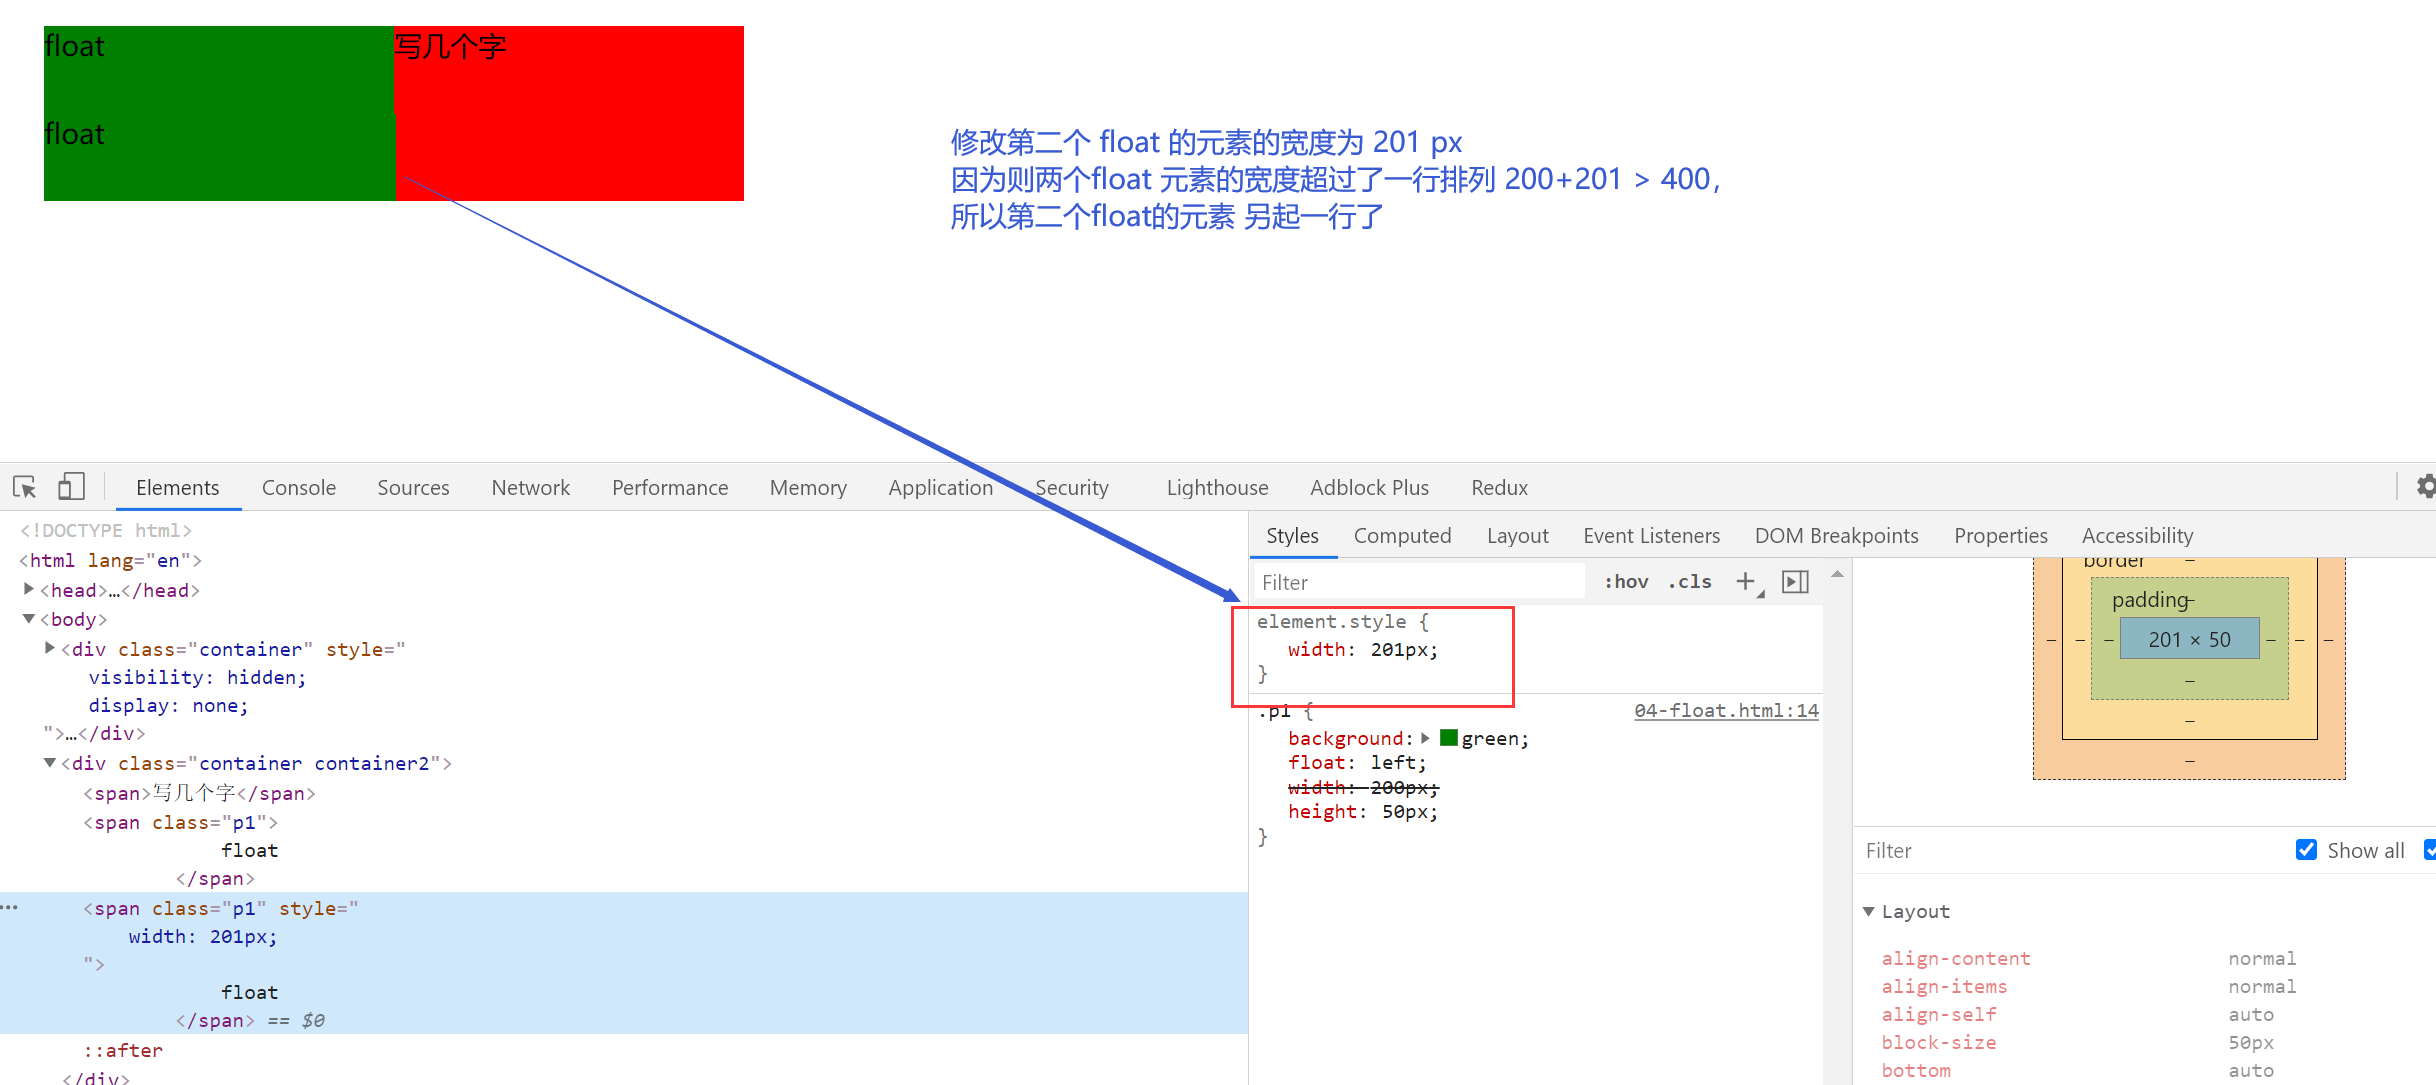 float
写几个字
float
修改第二个 float 的元素的宽度为 201 px
因为则两个float 元素的宽度超过了一行排列 200+201 > 400，
所以第二个float的元素 另起一行了
Elements Console Sources Network Performance Memory Application Security Lighthouse Adblock Plus Redux
<!DOCTYPE html>
<html lang="en">
<head>…</head>
<body>
<div class="container" style="
visibility: hidden;
display: none;
">…</div>
<div class="container container2">
<span>写几个字</span>
<span class="p1">
float
</span>
<span class="p1" style="
width: 201px;
">
float
</span> == $0
::after
</div>
Styles Computed Layout Event Listeners DOM Breakpoints Properties Accessibility
Filter :hov .cls +
element.style {
width: 201px;
}
.p1 { 04-float.html:14
background: green;
float: left;
width: 200px;
height: 50px;
}
border –
padding –
– – – 201 × 50 – – –
–
–
–
Filter Show all
Layout
align-content normal
align-items normal
align-self auto
block-size 50px
bottom auto